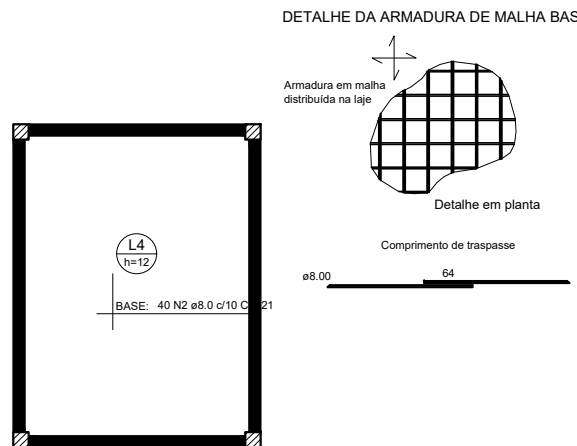 DETALHE DA ARMADURA DE MALHA BAS
Armadura em malha
distribuída na laje
Detalhe em planta
Comprimento de traspasse
ø8.00
64
L4
h=12
BASE: 40 N2 ø8.0 c/10 21